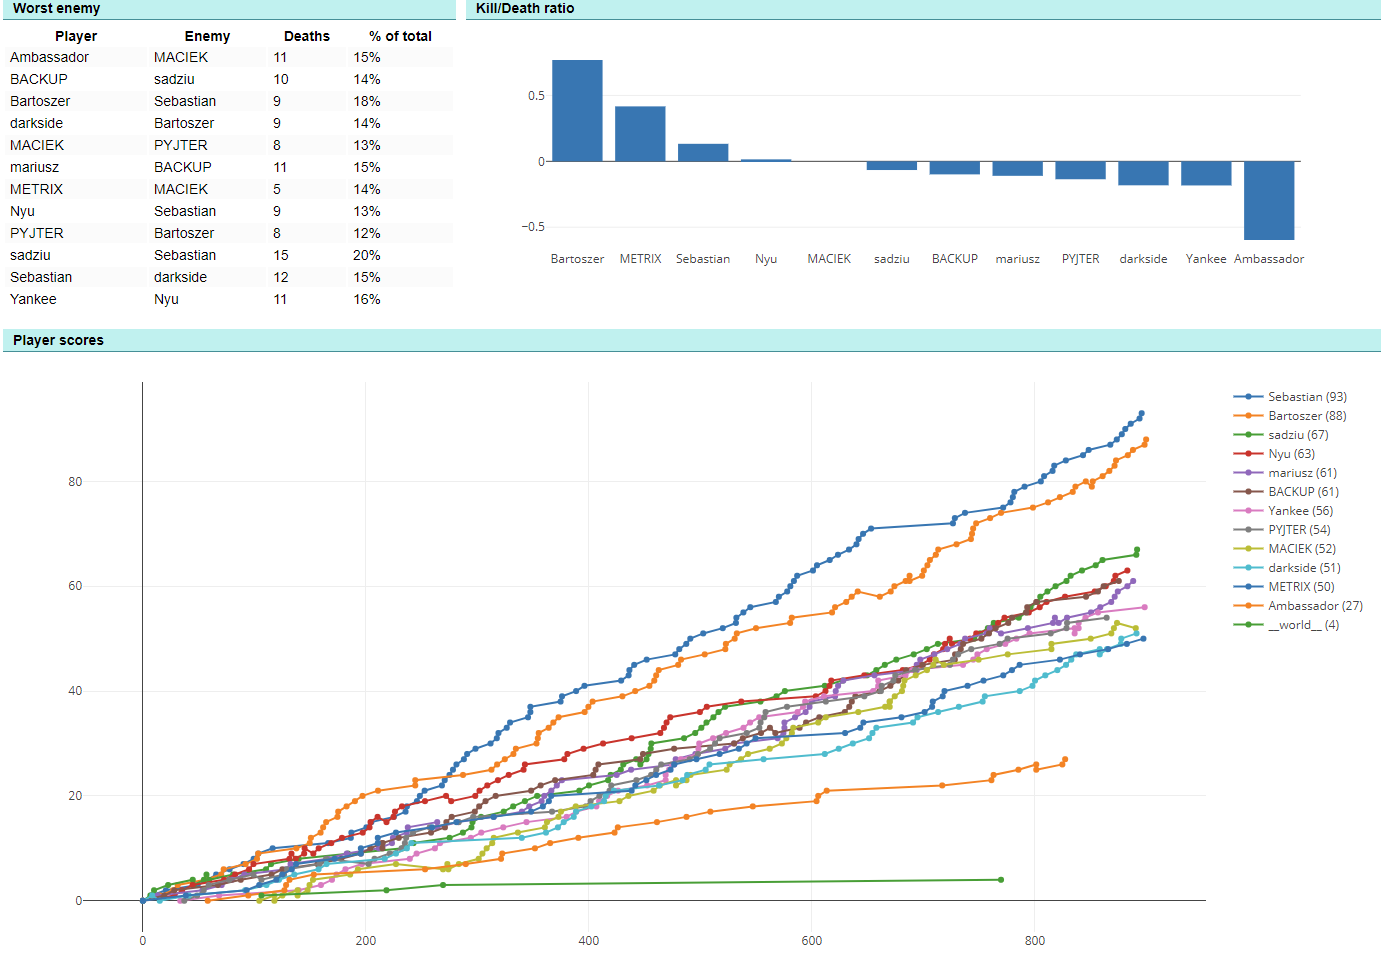 Worst enemy
Player Enemy Deaths % of total
Ambassador MACIEK 11 15%
BACKUP sadziu 10 14%
Bartoszer Sebastian 9 18%
darkside Bartoszer 9 14%
MACIEK PYJTER 8 13%
mariusz BACKUP 11 15%
METRIX MACIEK 5 14%
Nyu Sebastian 9 13%
PYJTER Bartoszer 8 12%
sadziu Sebastian 15 20%
Sebastian darkside 12 15%
Yankee Nyu 11 16%
Kill/Death ratio
0.5
0
−0.5
Bartoszer METRIX Sebastian Nyu MACIEK sadziu BACKUP mariusz PYJTER darkside Yankee Ambassador
Player scores
80
60
40
20
0
0 200 400 600 800
Sebastian (93)
Bartoszer (88)
sadziu (67)
Nyu (63)
mariusz (61)
BACKUP (61)
Yankee (56)
PYJTER (54)
MACIEK (52)
darkside (51)
METRIX (50)
Ambassador (27)
__world__ (4)